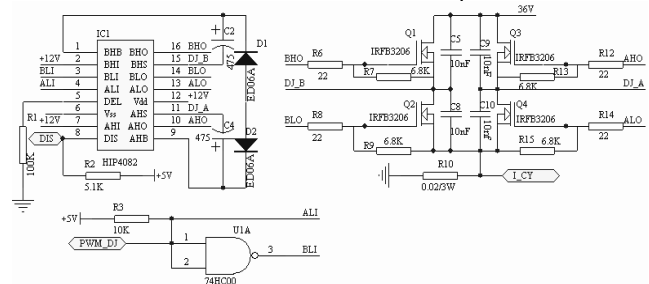 36V
IC1
C2
475
D1
ED06A
1 BHB BHO 16 BHO
+12V 2 BHI BHS 15 DJ_B
BLI 3 BLI BLO 14 BLO
ALI 4 ALI ALO 13 ALO
5 DEL Vdd 12 +12V
6 Vss AHS 11 DJ_A
+12V 7 AHI AHO 10 AHO
DIS 8 DIS AHB 9
HIP4082
R1
100K
C4
475
D2
ED06A
R2
5.1K
+5V
Q1
IRFB3206
C5
10nF
C9
10nF
Q3
IRFB3206
BHO R6
22
R7 6.8K
R12 AHO
22
R13
6.8K
DJ_B
DJ_A
Q2
IRFB3206
C8
10nF
C10
10nF
Q4
IRFB3206
BLO R8
22
R9 6.8K
R14 ALO
22
R15 6.8K
R10
0.02/3W
I_CY
+5V
R3
10K
ALI
PWM_DJ
U1A
1
2
3 BLI
74HC00